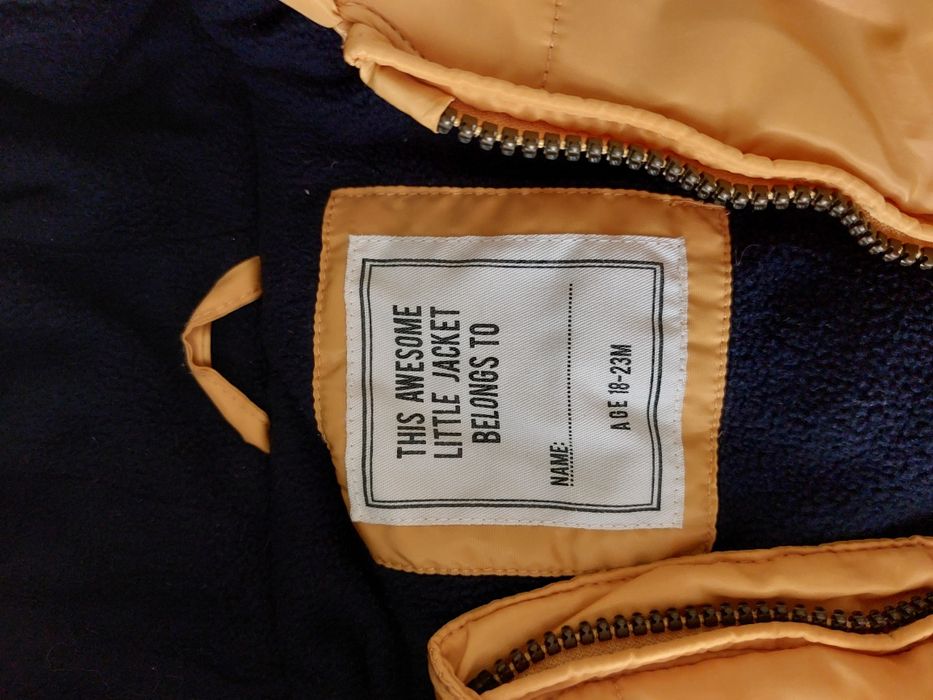 THIS AWESOME
LITTLE JACKET
BELONGS TO
NAME:
AGE 18-23M